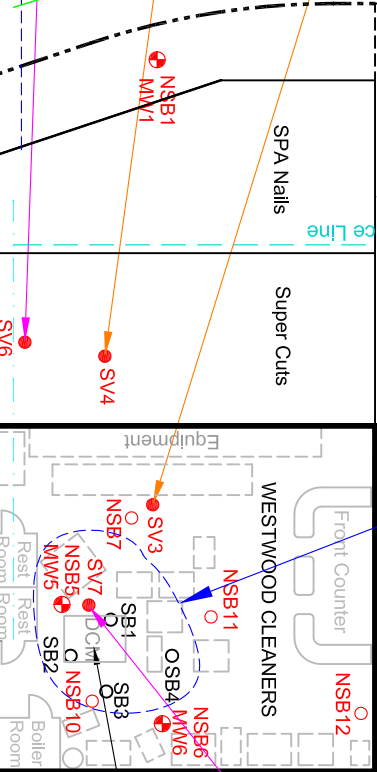 NSB1
MW1
SPA Nails
ce Line
Super Cuts
SV6
SV4
Equipment
WESTWOOD CLEANERS
Front Counter
SV3
NSB7
NSB11
NSB12
Rest
Room
Rest
Room
SV7
NSB5
MW5
DCM
SB1
SB2
SB3
SB4
NSB10
NSB6
MW6
Boiler
Room